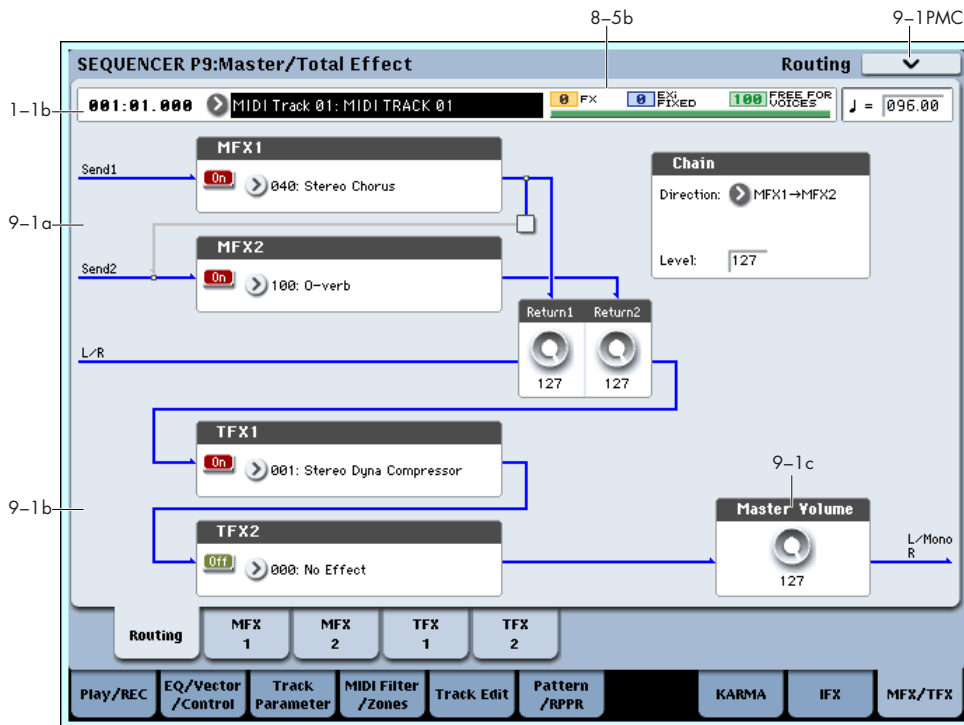 8–5b
9–1PMC
SEQUENCER P9:Master/Total Effect
Routing
1–1b
001:01.000
MIDI Track 01: MIDI TRACK 01
0 FX
0 EXi FIXED
100 FREE FOR VOICES
♩ = 096.00
MFX1
Send1
On
040: Stereo Chorus
Chain
Direction: MFX1→MFX2
Level: 127
9–1a
MFX2
Send2
On
100: O-verb
Return1 Return2
127 127
L/R
TFX1
On
001: Stereo Dyna Compressor
9–1c
9–1b
TFX2
Off
000: No Effect
Master Volume
127
L/Mono
R
Routing
MFX 1
MFX 2
TFX 1
TFX 2
Play/REC
EQ/Vector
/Control
Track
Parameter
MIDI Filter
/Zones
Track Edit
Pattern
/RPPR
KARMA
IFX
MFX/TFX